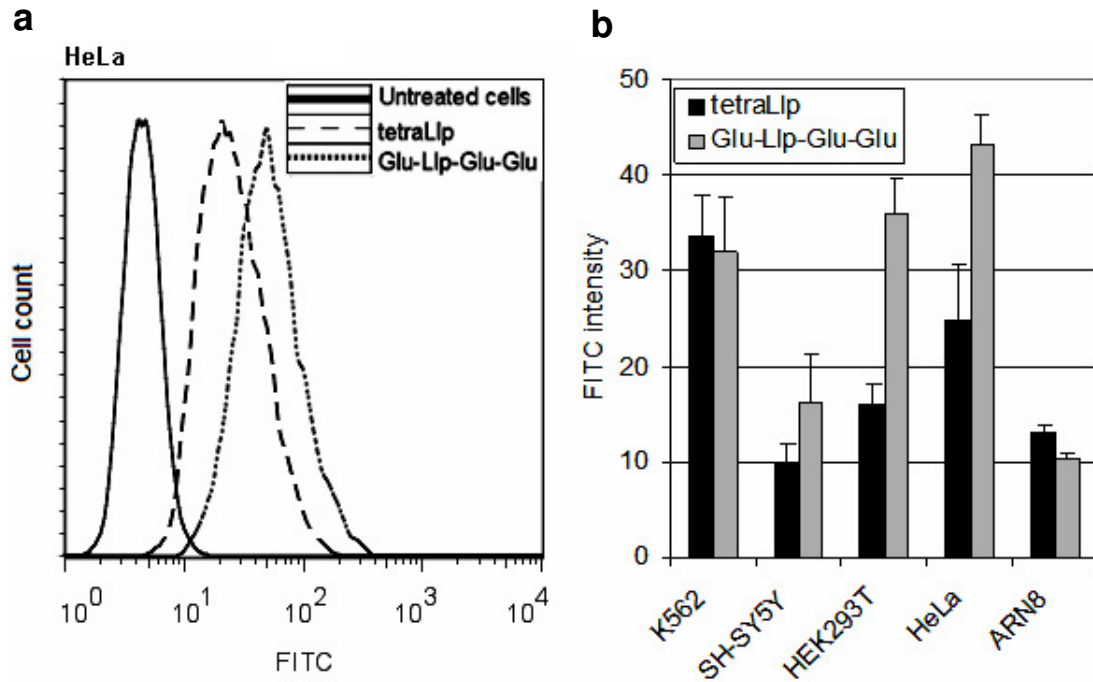 a
HeLa
Untreated cells
tetraLlp
Glu-Llp-Glu-Glu
Cell count
10^0 10^1 10^2 10^3 10^4
FITC
b
50
40
30
20
10
0
FITC intensity
tetraLlp
Glu-Llp-Glu-Glu
K562
SH-SY5Y
HEK293T
HeLa
ARN8